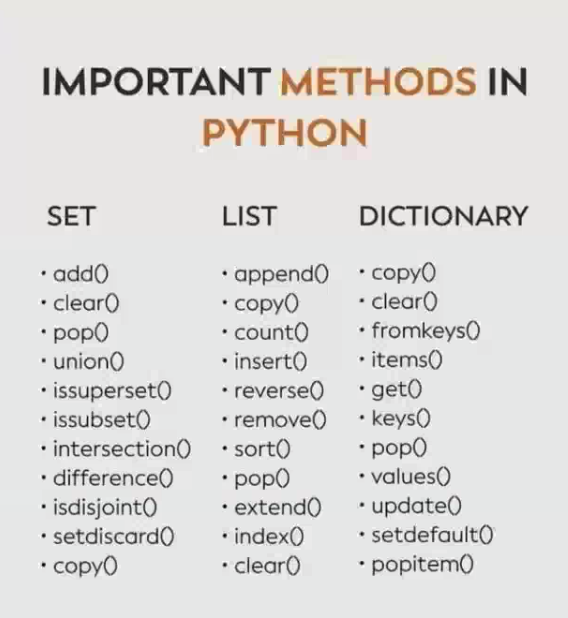 IMPORTANT METHODS IN
PYTHON
SET
• add()
• clear()
• pop()
• union()
• issuperset()
• issubset()
• intersection()
• difference()
• isdisjoint()
• setdiscard()
• copy()
LIST
• append()
• copy()
• count()
• insert()
• reverse()
• remove()
• sort()
• pop()
• extend()
• index()
• clear()
DICTIONARY
• copy()
• clear()
• fromkeys()
• items()
• get()
• keys()
• pop()
• values()
• update()
• setdefault()
• popitem()